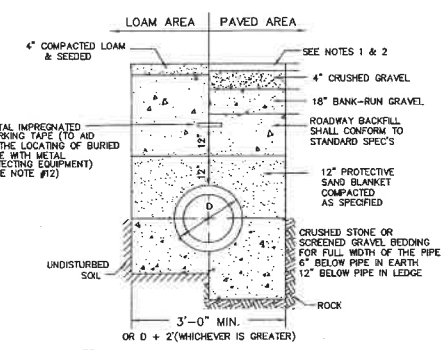 LOAM AREA
PAVED AREA
4" COMPACTED LOAM
& SEEDED
SEE NOTES 1 & 2
4" CRUSHED GRAVEL
18" BANK-RUN GRAVEL
TAL IMPREGNATED
RKING TAPE (TO AID
THE LOCATING OF BURIED
E WITH METAL
TECTING EQUIPMENT)
E NOTE #12)
ROADWAY BACKFILL
SHALL CONFORM TO
STANDARD SPEC'S
12"
12"
12" PROTECTIVE
SAND BLANKET
COMPACTED
AS SPECIFIED
D
CRUSHED STONE OR
SCREENED GRAVEL BEDDING
FOR FULL WIDTH OF THE PIPE
6" BELOW PIPE IN EARTH
12" BELOW PIPE IN LEDGE
UNDISTURBED
SOIL
ROCK
3'-0" MIN.
OR D + 2'(WHICHEVER IS GREATER)